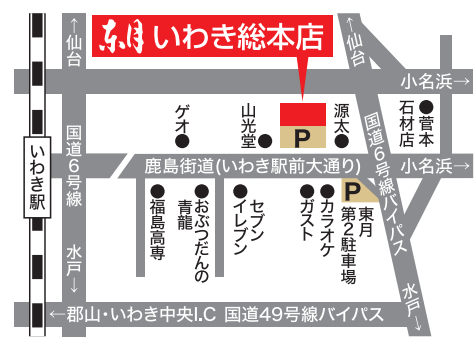 东月 いわき総本店
←仙台
←仙台
小名浜→
ゲオ
山光堂
P
源太
菅本
石材店
国道6号線
いわき駅
鹿島街道(いわき駅前大通り)
小名浜→
国道6号線バイパス
福島高専
おぶつだんの
青龍
セブン
イレブン
ガスト
カラオケ
P
東月
第2駐車場
水戸→
水戸→
←郡山・いわき中央I.C 国道49号線バイパス